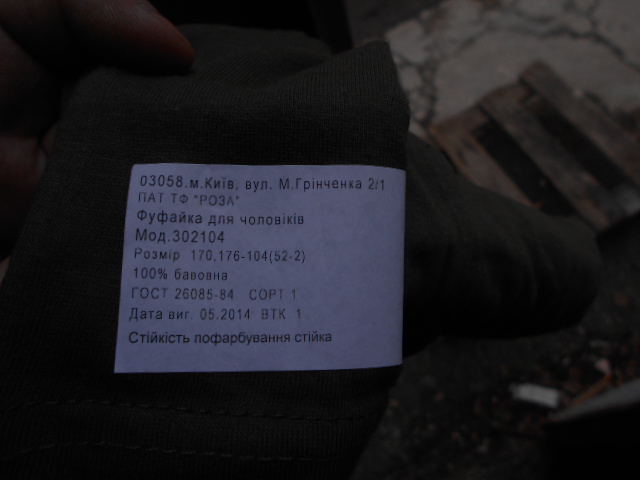 03058.м.Київ, вул. М.Грінченка 2/1
ПАТ ТФ "РОЗА"
Фуфайка для чоловіків
Мод.302104
Розмір 170,176-104(52-2)
100% бавовна
ГОСТ 26085-84 СОРТ 1
Дата виг. 05.2014 ВТК 1
Стійкість пофарбування стійка